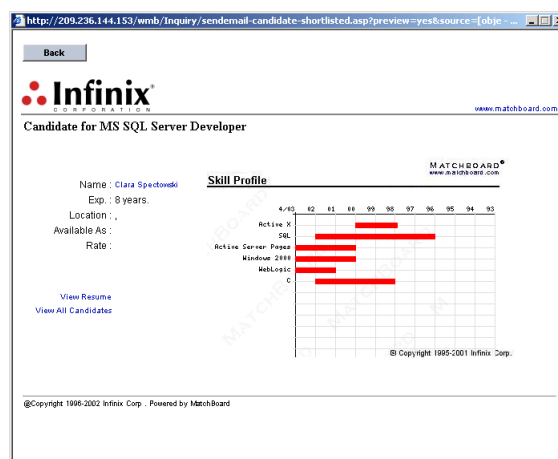 http://209.236.144.153/wmb/Inquiry/sendemail-candidate-shortlisted.asp?preview=yes&source=[obje - ...
Back
Infinix
CORPORATION
www.matchboard.com
Candidate for MS SQL Server Developer
MATCHBOARD®
www.matchboard.com
Name : Clara Spectowski
Exp. : 8 years.
Location : ,
Available As :
Rate :
View Resume
View All Candidates
Skill Profile
4/03 02 01 00 99 98 97 96 95 94 93
Active X
SQL
Active Server Pages
Windows 2000
WebLogic
C
© Copyright 1995-2001 Infinix Corp.
@Copyright 1996-2002 Infinix Corp . Powered by MatchBoard